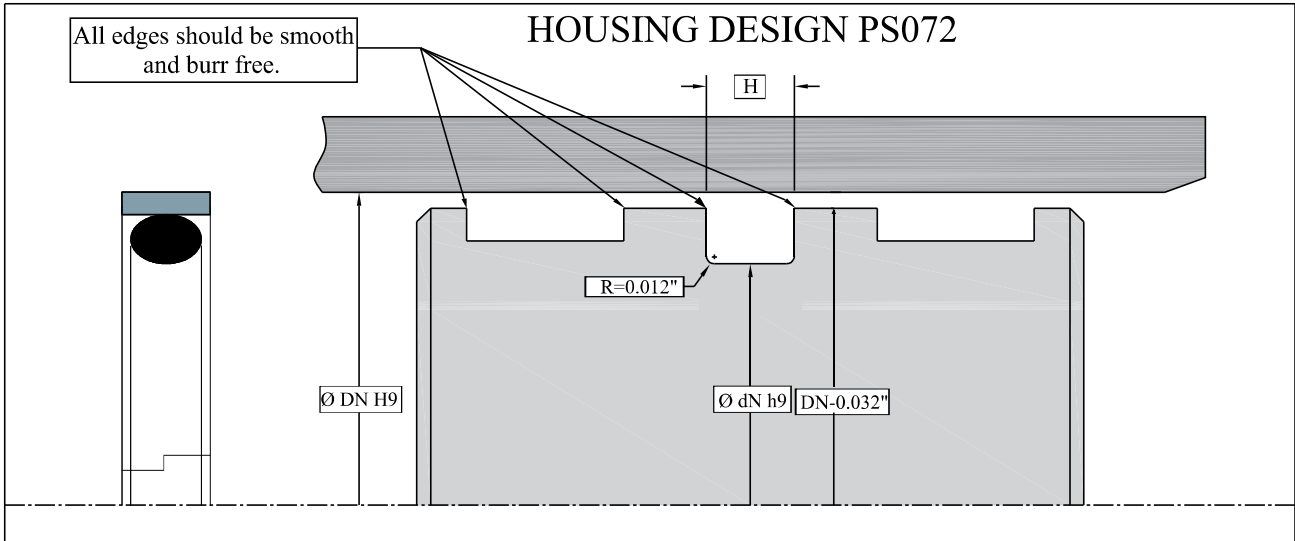 HOUSING DESIGN PS072
All edges should be smooth
and burr free.
H
R=0.012"
Ø DN H9
Ø dN h9
DN-0.032"